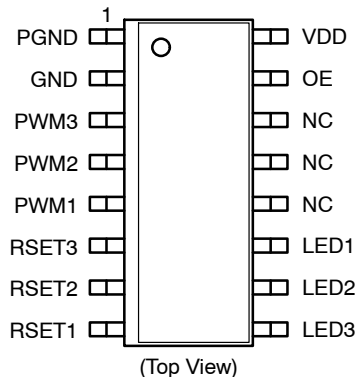 1
PGND VDD
GND OE
PWM3 NC
PWM2 NC
PWM1 NC
RSET3 LED1
RSET2 LED2
RSET1 LED3
(Top View)